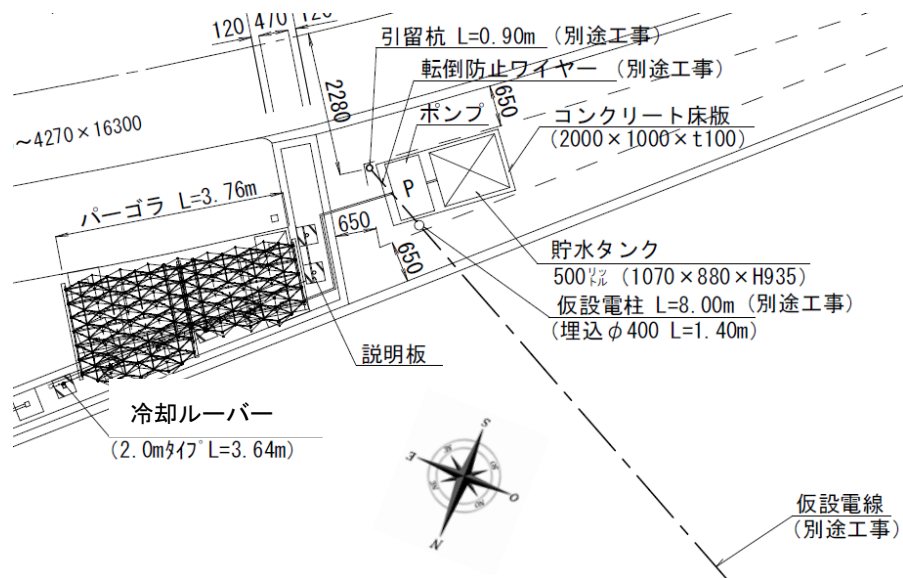 120 470 120
引留杭 L=0.90m (別途工事)
転倒防止ワイヤー (別途工事)
2280
650
ポンプ
コンクリート床版
(2000×1000×t100)
～4270×16300
P
パーゴラ L=3.76m
650
650
貯水タンク
500㍑ (1070×880×H935)
仮設電柱 L=8.00m (別途工事)
(埋込φ400 L=1.40m)
説明板
冷却ルーバー
(2.0mﾀｲﾌﾟ L=3.64m)
S
E
SE
SO
NE
O
NO
N
仮設電線
(別途工事)